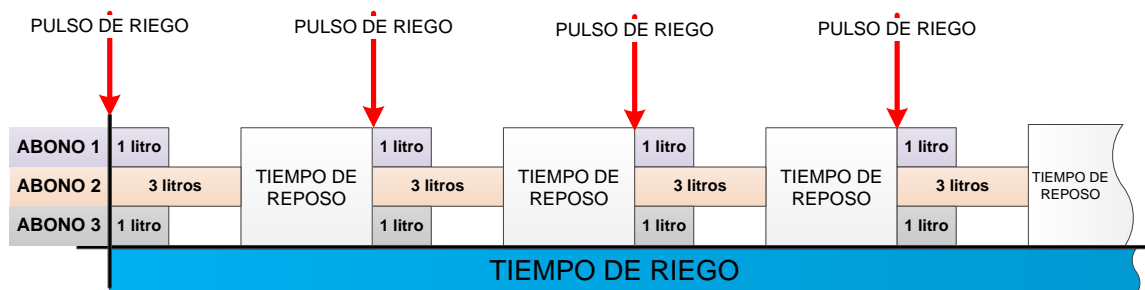 PULSO DE RIEGO PULSO DE RIEGO PULSO DE RIEGO PULSO DE RIEGO
ABONO 1 1 litro 1 litro 1 litro 1 litro
ABONO 2 3 litros 3 litros 3 litros 3 litros
ABONO 3 1 litro 1 litro 1 litro 1 litro
TIEMPO DE
REPOSO
TIEMPO DE
REPOSO
TIEMPO DE
REPOSO
TIEMPO DE
REPOSO
TIEMPO DE RIEGO